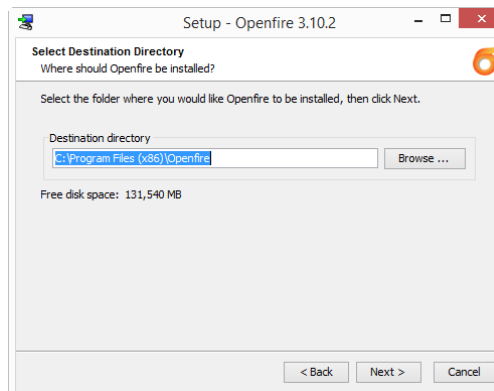 Setup - Openfire 3.10.2
Select Destination Directory
Where should Openfire be installed?
Select the folder where you would like Openfire to be installed, then click Next.
Destination directory
C:\Program Files (x86)\Openfire
Browse ...
Free disk space: 131,540 MB
< Back
Next >
Cancel